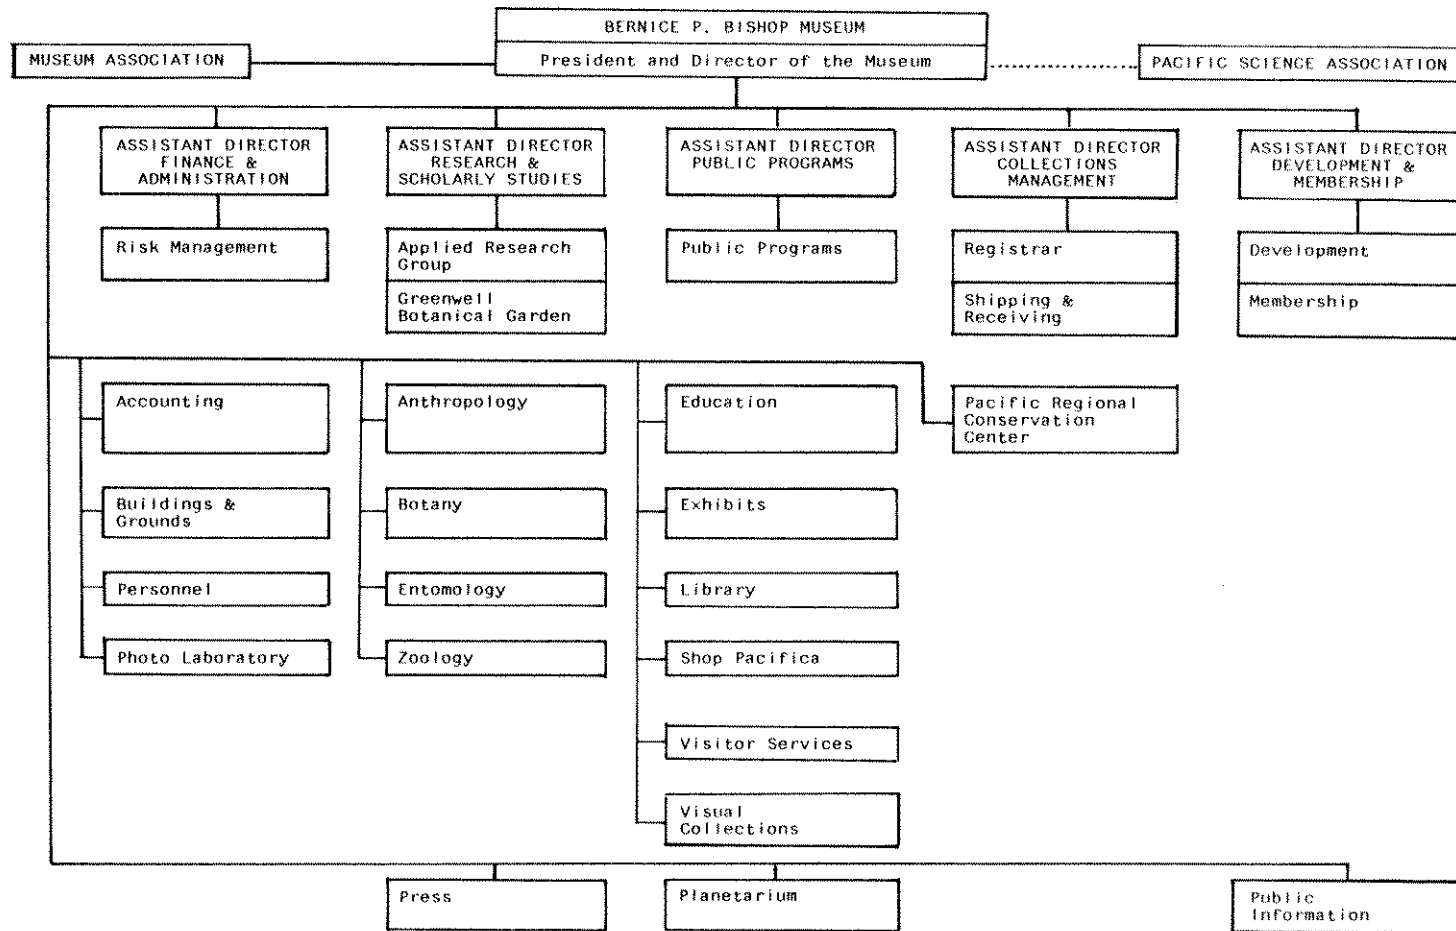 BERNICE P. BISHOP MUSEUM
MUSEUM ASSOCIATION
President and Director of the Museum
PACIFIC SCIENCE ASSOCIATION
ASSISTANT DIRECTOR
FINANCE &
ADMINISTRATION
ASSISTANT DIRECTOR
RESEARCH &
SCHOLARLY STUDIES
ASSISTANT DIRECTOR
PUBLIC PROGRAMS
ASSISTANT DIRECTOR
COLLECTIONS
MANAGEMENT
ASSISTANT DIRECTOR
DEVELOPMENT &
MEMBERSHIP
Risk Management
Applied Research
Group
Greenwell
Botanical Garden
Public Programs
Registrar
Shipping &
Receiving
Development
Membership
Accounting
Buildings &
Grounds
Personnel
Photo Laboratory
Anthropology
Botany
Entomology
Zoology
Education
Exhibits
Library
Shop Pacifica
Visitor Services
Visual
Collections
Pacific Regional
Conservation
Center
Press
Planetarium
Public
Information